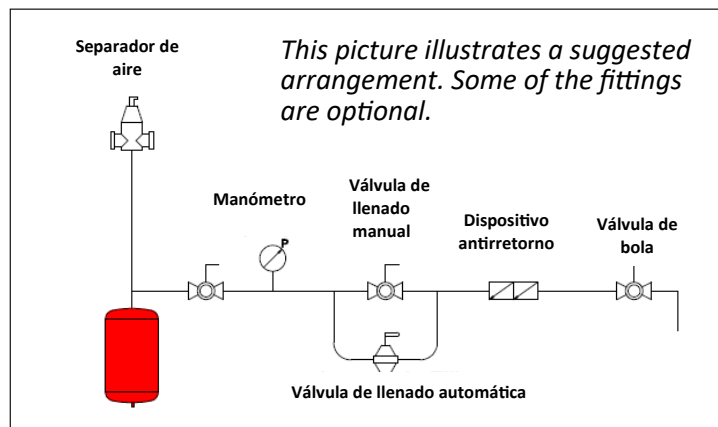 Separador de
aire
This picture illustrates a suggested
arrangement. Some of the fittings
are optional.
Manómetro
Válvula de
llenado
manual
Dispositivo
antirretorno
Válvula de
bola
P
Válvula de llenado automática